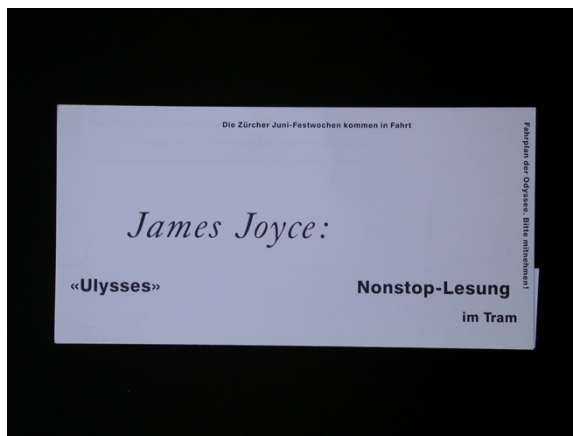 Die Zürcher Juni-Festwochen kommen in Fahrt
Fahrplan der Odyssee. Bitte mitnehmen!
James Joyce:
«Ulysses»
Nonstop-Lesung
im Tram